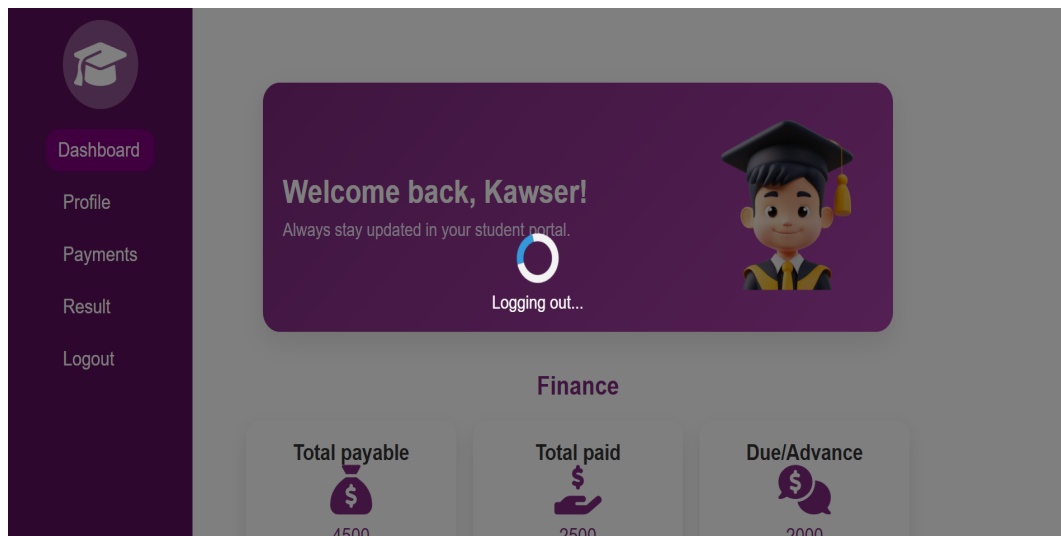 Dashboard
Profile
Payments
Result
Logout
Welcome back, Kawser!
Always stay updated in your student portal.
Logging out...
Finance
Total payable
Total paid
Due/Advance
$
$
$
4500
2500
2000